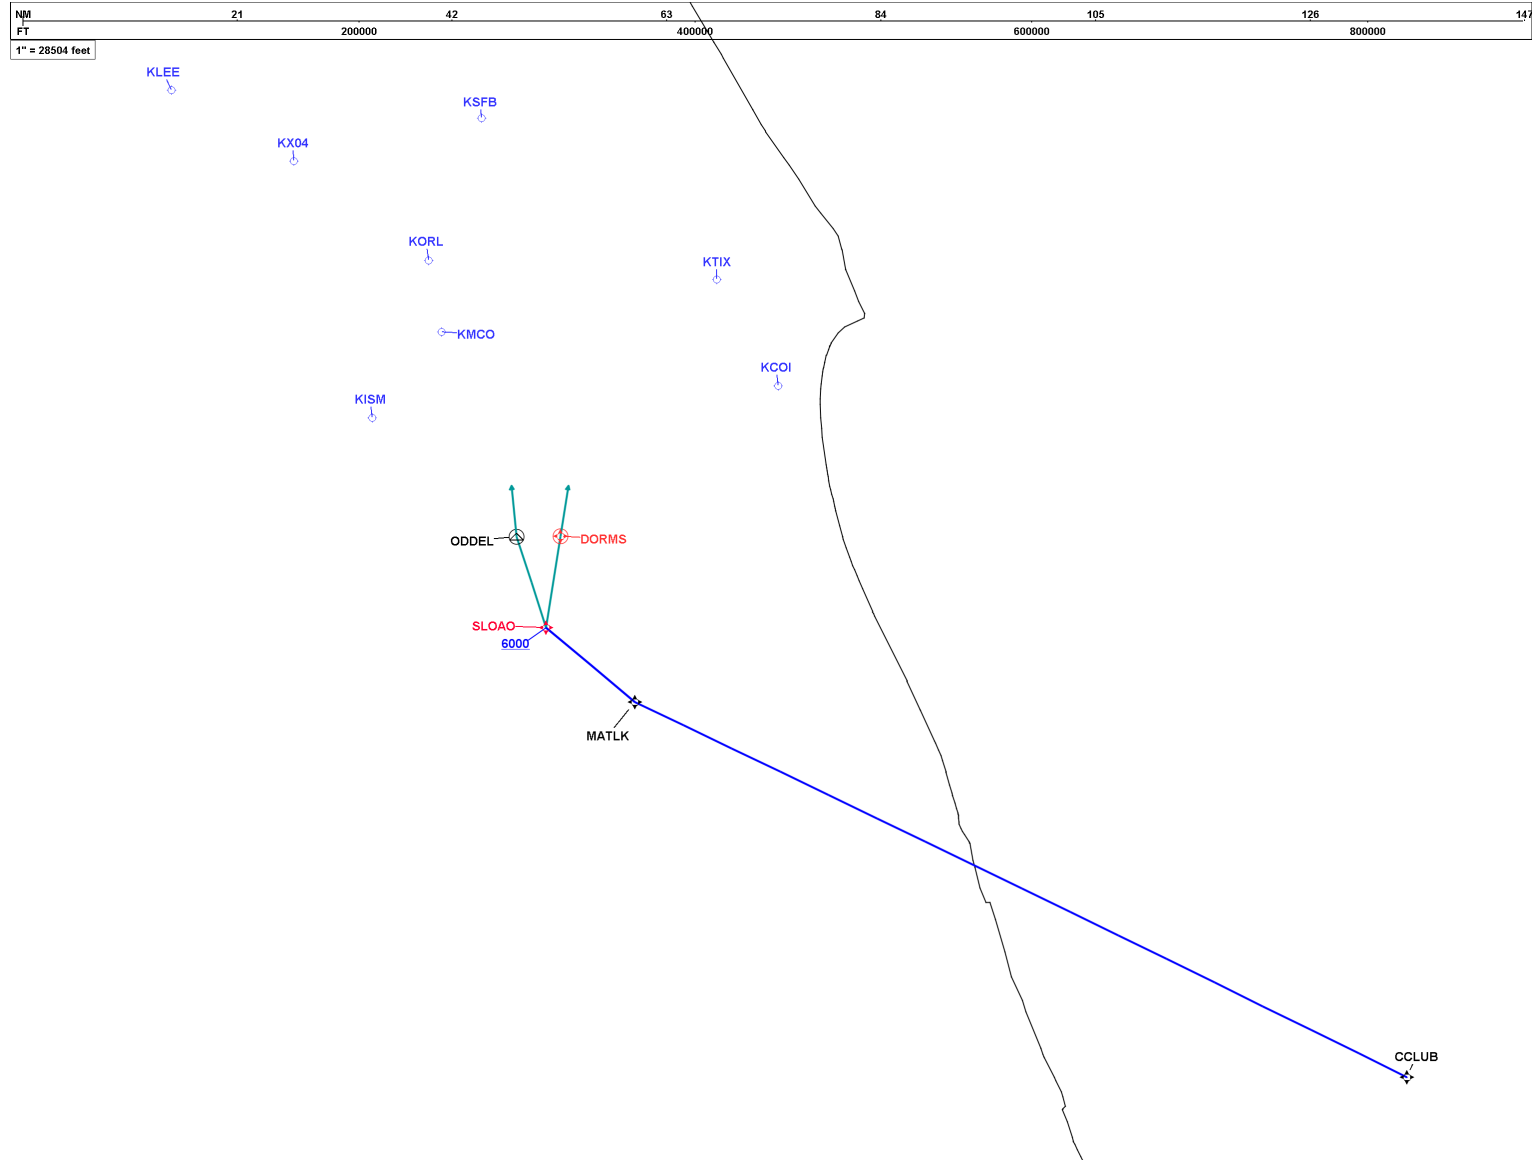 NM 21 42 63 84 105 126 147
FT 200000 400000 600000 800000
1" = 28504 feet
KLEE
KSFB
KX04
KORL
KTIX
KMCO
KCOI
KISM
ODDEL
DORMS
SLOAO
6000
MATLK
CCLUB